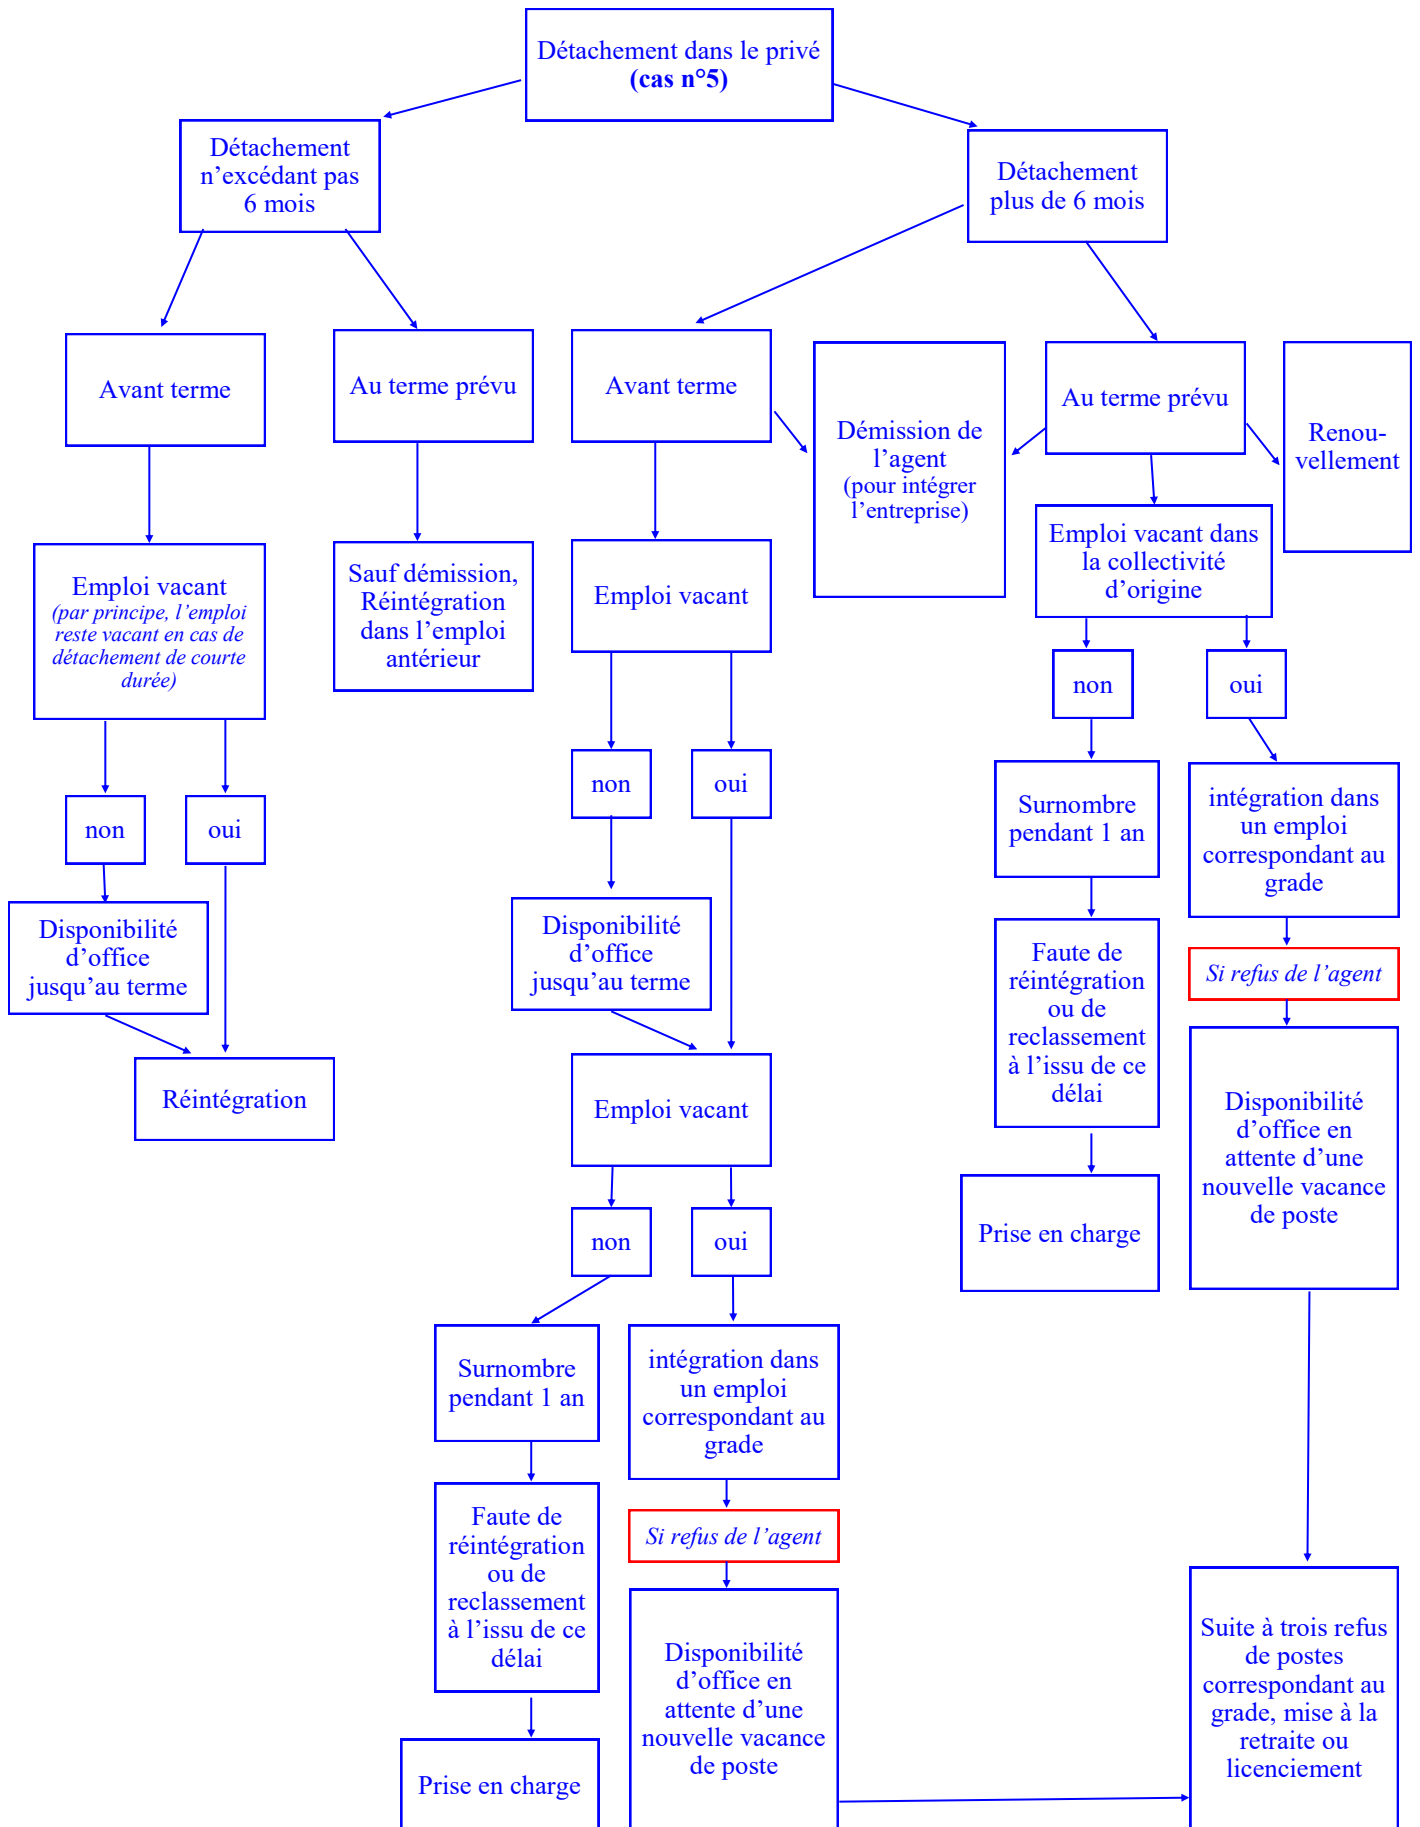 Détachement dans le privé
(cas n°5)
Détachement
n’excédant pas
6 mois
Détachement
plus de 6 mois
Avant terme
Au terme prévu
Avant terme
Démission de
l’agent
(pour intégrer
l’entreprise)
Au terme prévu
Renou-
vellement
Emploi vacant
(par principe, l’emploi
reste vacant en cas de
détachement de courte
durée)
Sauf démission,
Réintégration
dans l’emploi
antérieur
Emploi vacant
Emploi vacant dans
la collectivité
d’origine
non
oui
non
oui
non
oui
Disponibilité
d’office
jusqu’au terme
Réintégration
Disponibilité
d’office
jusqu’au terme
Surnombre
pendant 1 an
intégration dans
un emploi
correspondant au
grade
Faute de
réintégration
ou de
reclassement
à l’issu de ce
délai
Si refus de l’agent
Disponibilité
d’office en
attente d’une
nouvelle vacance
de poste
Prise en charge
Emploi vacant
non
oui
Surnombre
pendant 1 an
intégration dans
un emploi
correspondant au
grade
Faute de
réintégration
ou de
reclassement
à l’issu de ce
délai
Si refus de l’agent
Disponibilité
d’office en
attente d’une
nouvelle vacance
de poste
Prise en charge
Suite à trois refus
de postes
correspondant au
grade, mise à la
retraite ou
licenciement